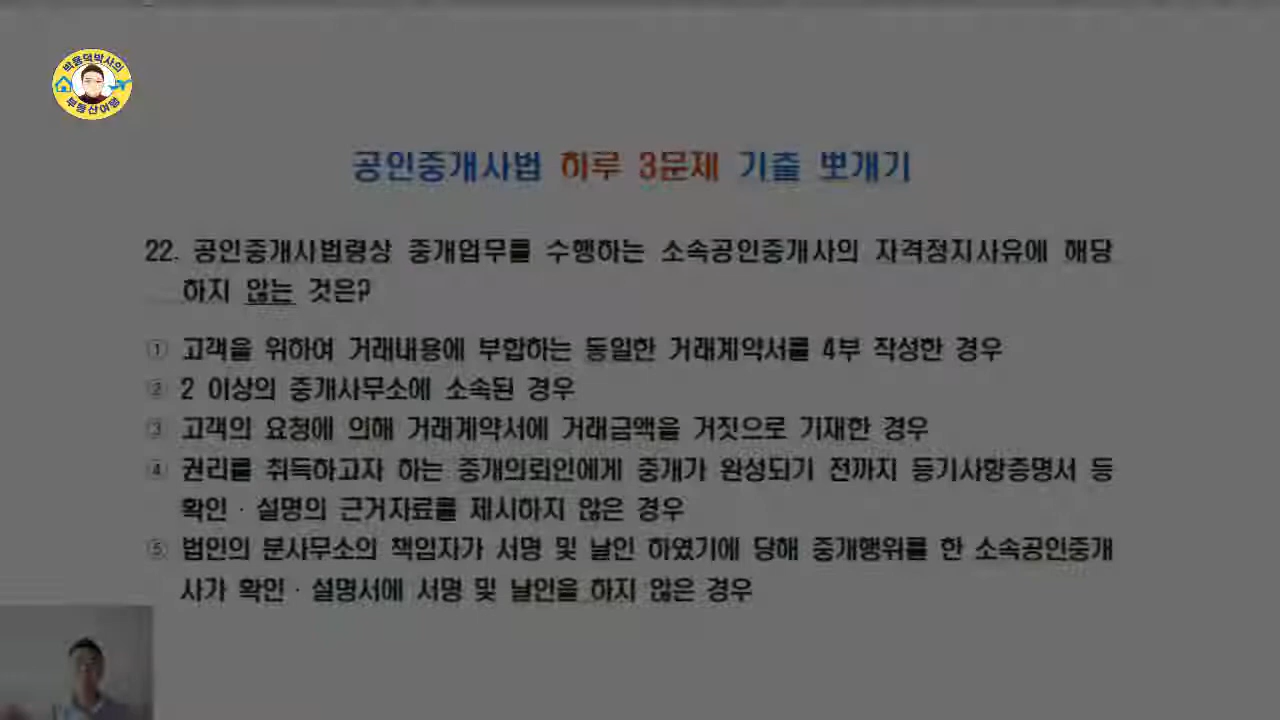 박용덕박사의
부동산여행
공인중개사법 하루 3문제 기출 뽀개기
22. 공인중개사법령상 중개업무를 수행하는 소속공인중개사의 자격정지사유에 해당
하지 않는 것은?
① 고객을 위하여 거래내용에 부합하는 동일한 거래계약서를 4부 작성한 경우
② 2 이상의 중개사무소에 소속된 경우
③ 고객의 요청에 의해 거래계약서에 거래금액을 거짓으로 기재한 경우
④ 권리를 취득하고자 하는 중개의뢰인에게 중개가 완성되기 전까지 등기사항증명서 등
확인 · 설명의 근거자료를 제시하지 않은 경우
⑤ 법인의 분사무소의 책임자가 서명 및 날인 하였기에 당해 중개행위를 한 소속공인중개
사가 확인 · 설명서에 서명 및 날인을 하지 않은 경우